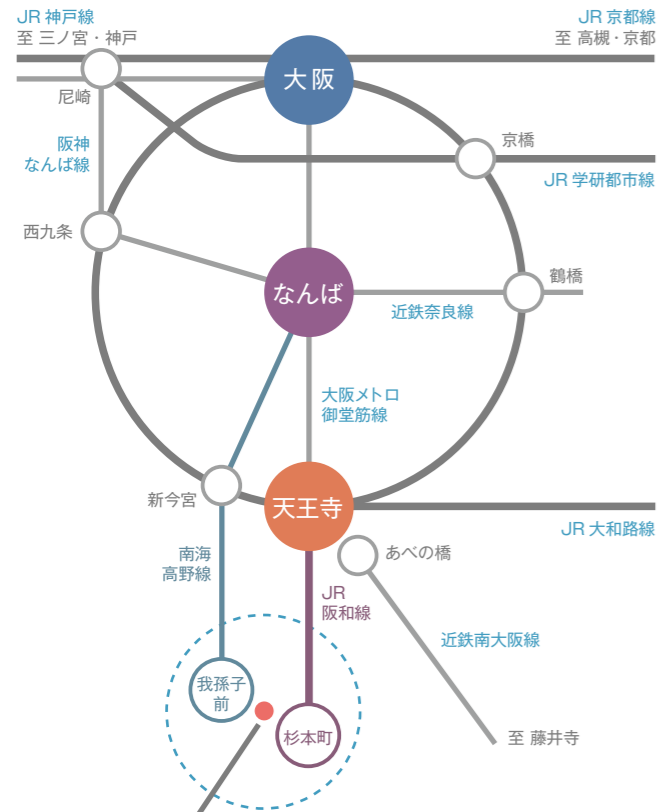 JR 神戸線
至 三ノ宮・神戸
JR 京都線
至 高槻・京都
大阪
尼崎
京橋
阪神
なんば線
JR 学研都市線
西九条
なんば
鶴橋
近鉄奈良線
大阪メトロ
御堂筋線
新今宮
天王寺
JR 大和路線
南海
高野線
あべの橋
JR
阪和線
近鉄南大阪線
我孫子
前
杉本町
至 藤井寺